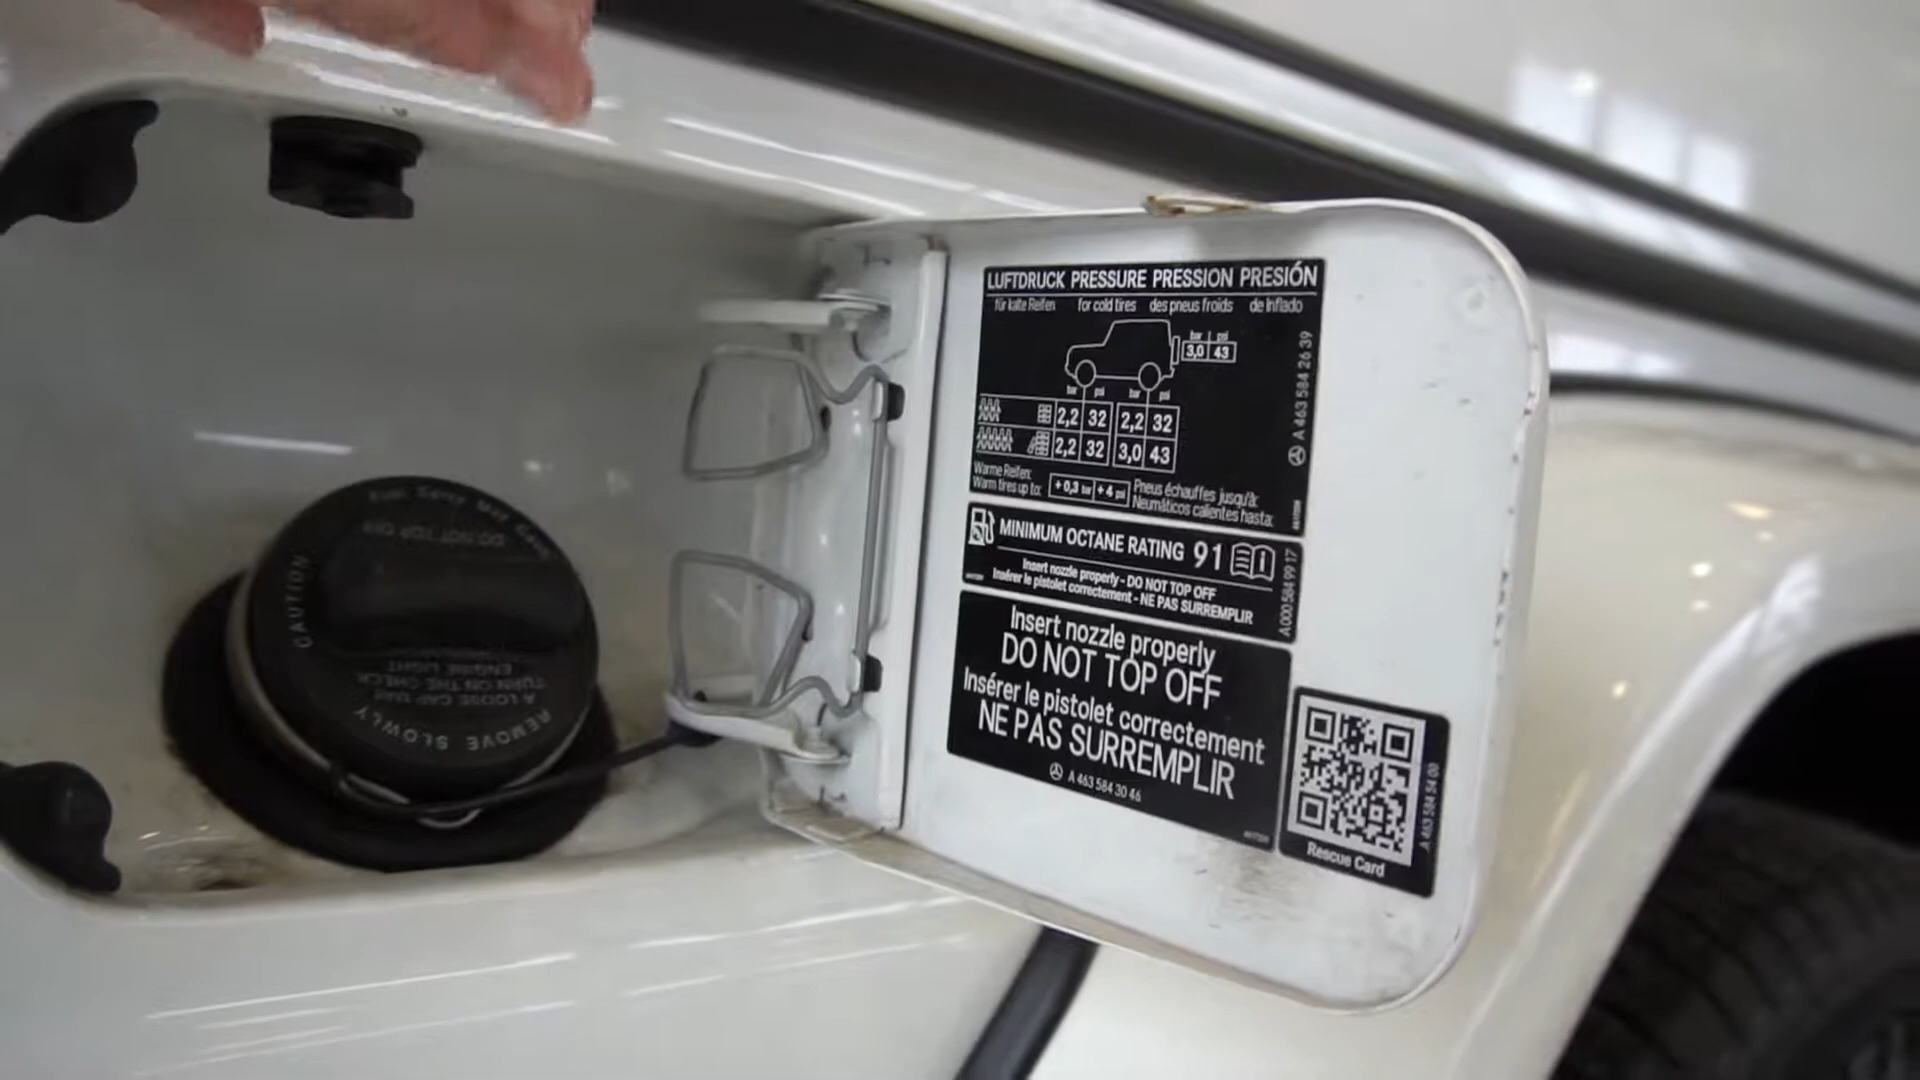 LUFTDRUCK PRESSURE PRESSION PRESIÓN
für kalte Reifen for cold tires des pneus froids de Inflado
bar psi
3,0 43
bar psi bar psi
2,2 32 2,2 32
2,2 32 3,0 43
Warme Reifen: Pneus échauffes jusqu'à:
Warm tires up to: +0,3 bar +4 psi Neumáticos calientes hasta:
A 463 584 26 39
MINIMUM OCTANE RATING 91
Insert nozzle properly - DO NOT TOP OFF
Insérer le pistolet correctement - NE PAS SURREMPLIR
A 000 584 99 17
Insert nozzle properly
DO NOT TOP OFF
Insérer le pistolet correctement
NE PAS SURREMPLIR
A 463 584 30 46
Rescue Card
A 463 584 54 00
CAUTION
DO NOT TOP OFF
A LOOSE CAP MAY
TURN ON THE CHECK
ENGINE LIGHT
REMOVE SLOWLY